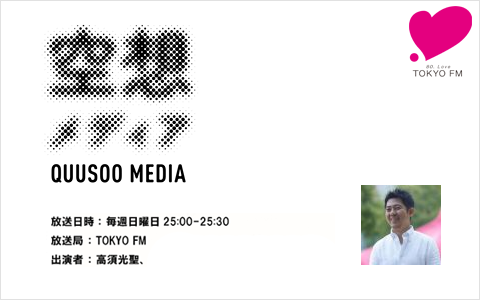 空想
メディア
QUUSOO MEDIA
80. Love
TOKYO FM
放送日時：毎週日曜日 25:00-25:30
放送局：TOKYO FM
出演者：高須光聖、